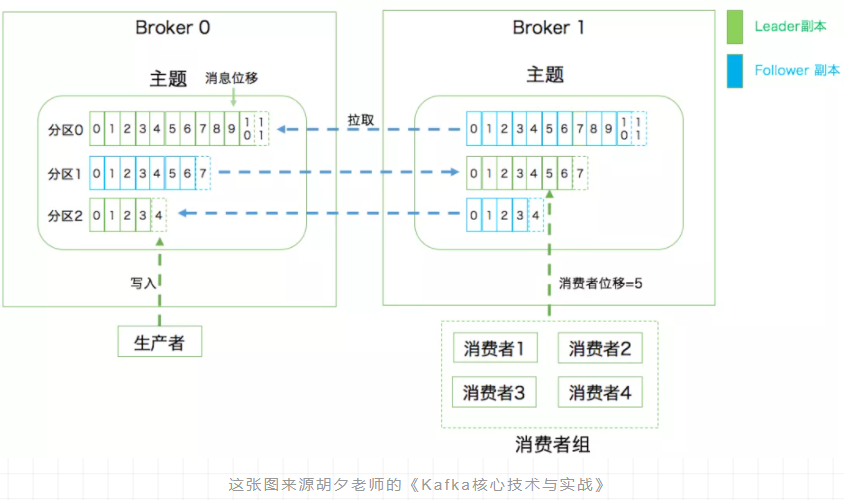 Broker 0
Broker 1
Leader副本
Follower 副本
主题
消息位移
主题
分区0
0 1 2 3 4 5 6 7 8 9 10 11
拉取
0 1 2 3 4 5 6 7 8 9 10 11
分区1
0 1 2 3 4 5 6 7
0 1 2 3 4 5 6 7
分区2
0 1 2 3 4
0 1 2 3 4
写入
消费者位移=5
生产者
消费者1
消费者2
消费者3
消费者4
消费者组
这张图来源胡夕老师的《Kafka核心技术与实战》